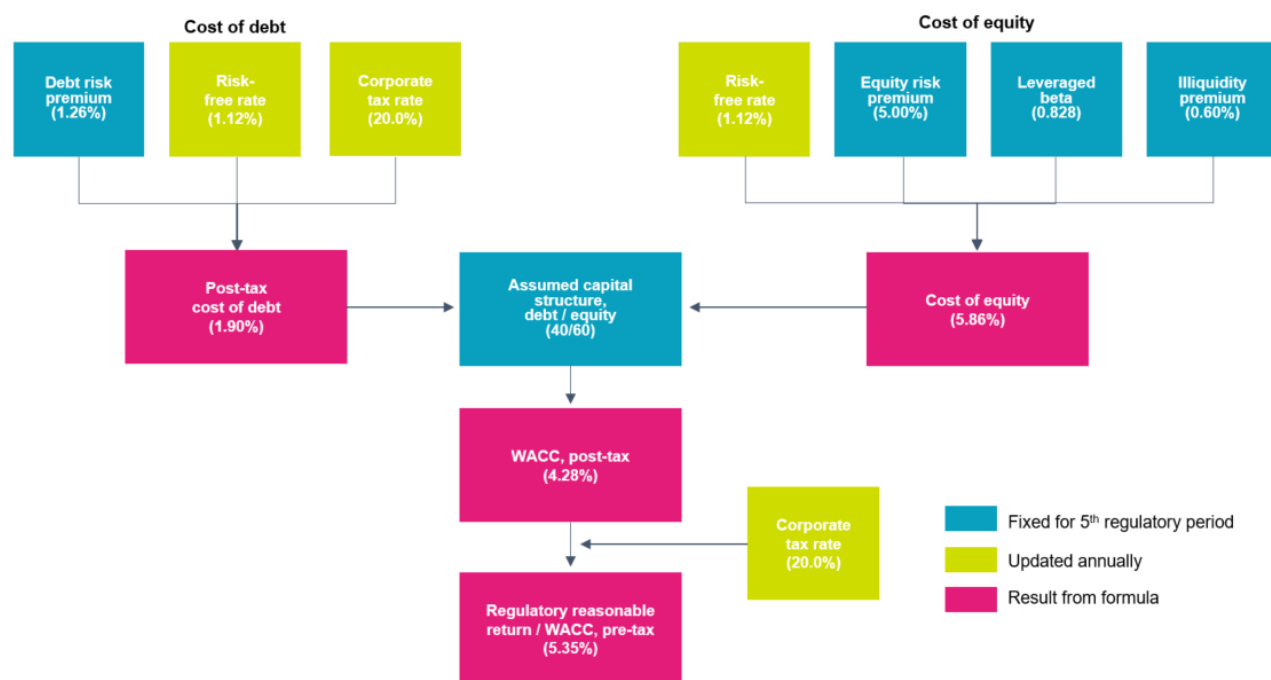 Cost of debt
Cost of equity
Debt risk
premium
(1.26%)
Risk-
free rate
(1.12%)
Corporate
tax rate
(20.0%)
Risk-
free rate
(1.12%)
Equity risk
premium
(5.00%)
Leveraged
beta
(0.828)
Illiquidity
premium
(0.60%)
Post-tax
cost of debt
(1.90%)
Assumed capital
structure,
debt / equity
(40/60)
Cost of equity
(5.86%)
WACC, post-tax
(4.28%)
Corporate
tax rate
(20.0%)
Regulatory reasonable
return / WACC, pre-tax
(5.35%)
Fixed for 5th regulatory period
Updated annually
Result from formula